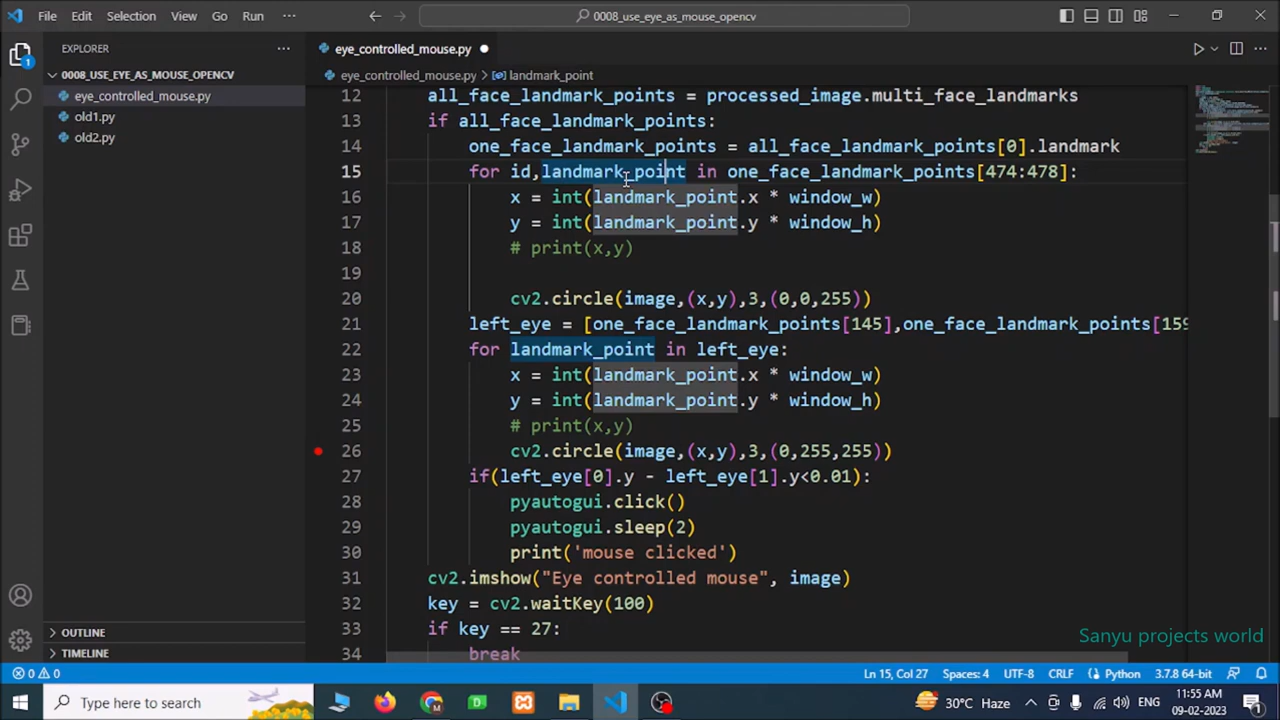 File Edit Selection View Go Run ··· 0008_use_eye_as_mouse_opencv
EXPLORER ···
eye_controlled_mouse.py
0008_USE_EYE_AS_MOUSE_OPENCV
eye_controlled_mouse.py > landmark_point
eye_controlled_mouse.py
old1.py
old2.py
12 all_face_landmark_points = processed_image.multi_face_landmarks
13 if all_face_landmark_points:
14 one_face_landmark_points = all_face_landmark_points[0].landmark
15 for id,landmark_point in one_face_landmark_points[474:478]:
16 x = int(landmark_point.x * window_w)
17 y = int(landmark_point.y * window_h)
18 # print(x,y)
19
20 cv2.circle(image,(x,y),3,(0,0,255))
21 left_eye = [one_face_landmark_points[145],one_face_landmark_points[159
22 for landmark_point in left_eye:
23 x = int(landmark_point.x * window_w)
24 y = int(landmark_point.y * window_h)
25 # print(x,y)
26 cv2.circle(image,(x,y),3,(0,255,255))
27 if(left_eye[0].y - left_eye[1].y<0.01):
28 pyautogui.click()
29 pyautogui.sleep(2)
30 print('mouse clicked')
31 cv2.imshow("Eye controlled mouse", image)
32 key = cv2.waitKey(100)
33 if key == 27:
34 break
OUTLINE
TIMELINE
Sanyu projects world
0 0 Ln 15, Col 27 Spaces: 4 UTF-8 CRLF Python 3.7.8 64-bit
Type here to search
30°C Haze
11:55 AM
09-02-2023